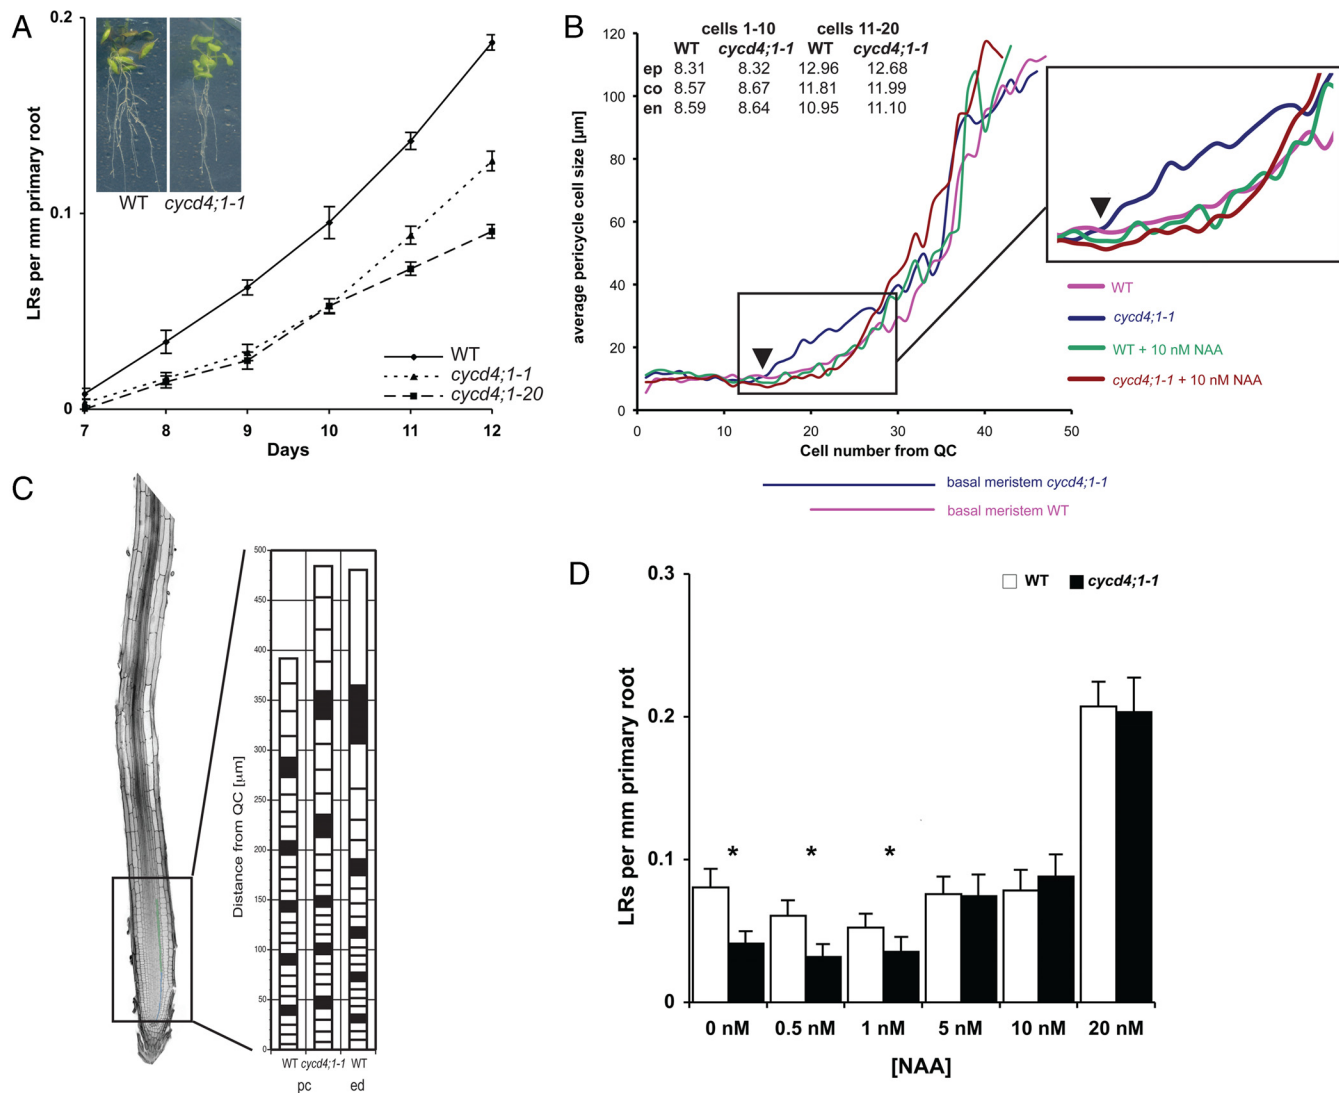 A
0.2
0.1
0
LRs per mm primary root
WT
cycd4;1-1
WT
cycd4;1-1
cycd4;1-20
7 8 9 10 11 12
Days
B
120
100
80
60
40
20
0
average pericycle cell size [µm]
cells 1-10 cells 11-20
WT cycd4;1-1 WT cycd4;1-1
ep 8.31 8.32 12.96 12.68
co 8.57 8.67 11.81 11.99
en 8.59 8.64 10.95 11.10
0 10 20 30 40 50
Cell number from QC
WT
cycd4;1-1
WT + 10 nM NAA
cycd4;1-1 + 10 nM NAA
basal meristem cycd4;1-1
basal meristem WT
C
500
450
400
350
300
250
200
150
100
50
0
Distance from QC [µm]
WT cycd4;1-1 WT
pc ed
D
0.3
0.2
0.1
0
LRs per mm primary root
WT cycd4;1-1
* * *
0 nM 0.5 nM 1 nM 5 nM 10 nM 20 nM
[NAA]